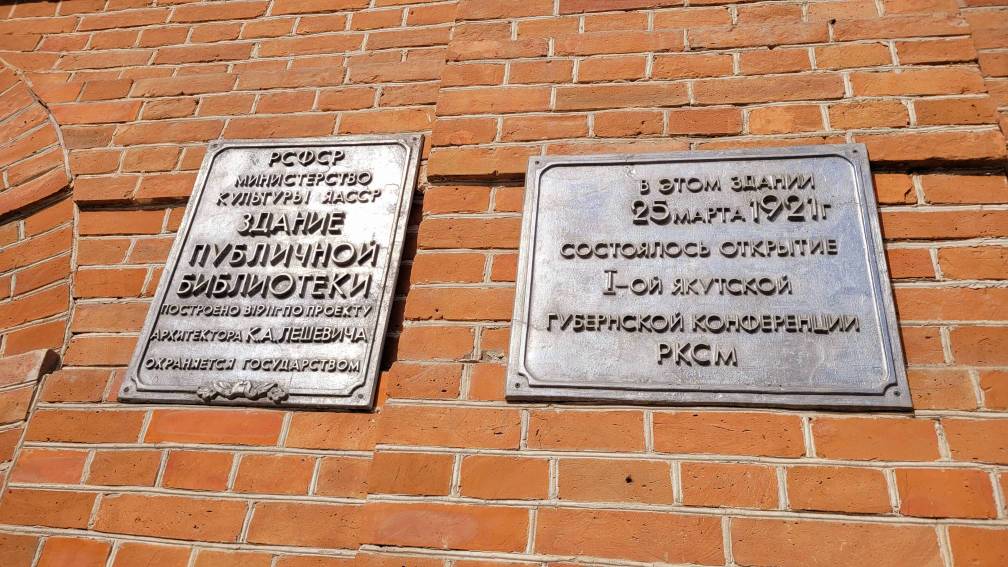 РСФСР
МИНИСТЕРСТВО
КУЛЬТУРЫ ЯАССР
ЗДАНИЕ
ПУБЛИЧНОЙ
БИБЛИОТЕКИ
ПОСТРОЕНО В 1911Г ПО ПРОЕКТУ
АРХИТЕКТОРА К.А.ЛЕШЕВИЧА
ОХРАНЯЕТСЯ ГОСУДАРСТВОМ
В ЭТОМ ЗДАНИИ
25 МАРТА 1921Г
СОСТОЯЛОСЬ ОТКРЫТИЕ
I-ОЙ ЯКУТСКОЙ
ГУБЕРНСКОЙ КОНФЕРЕНЦИИ
РКСМ